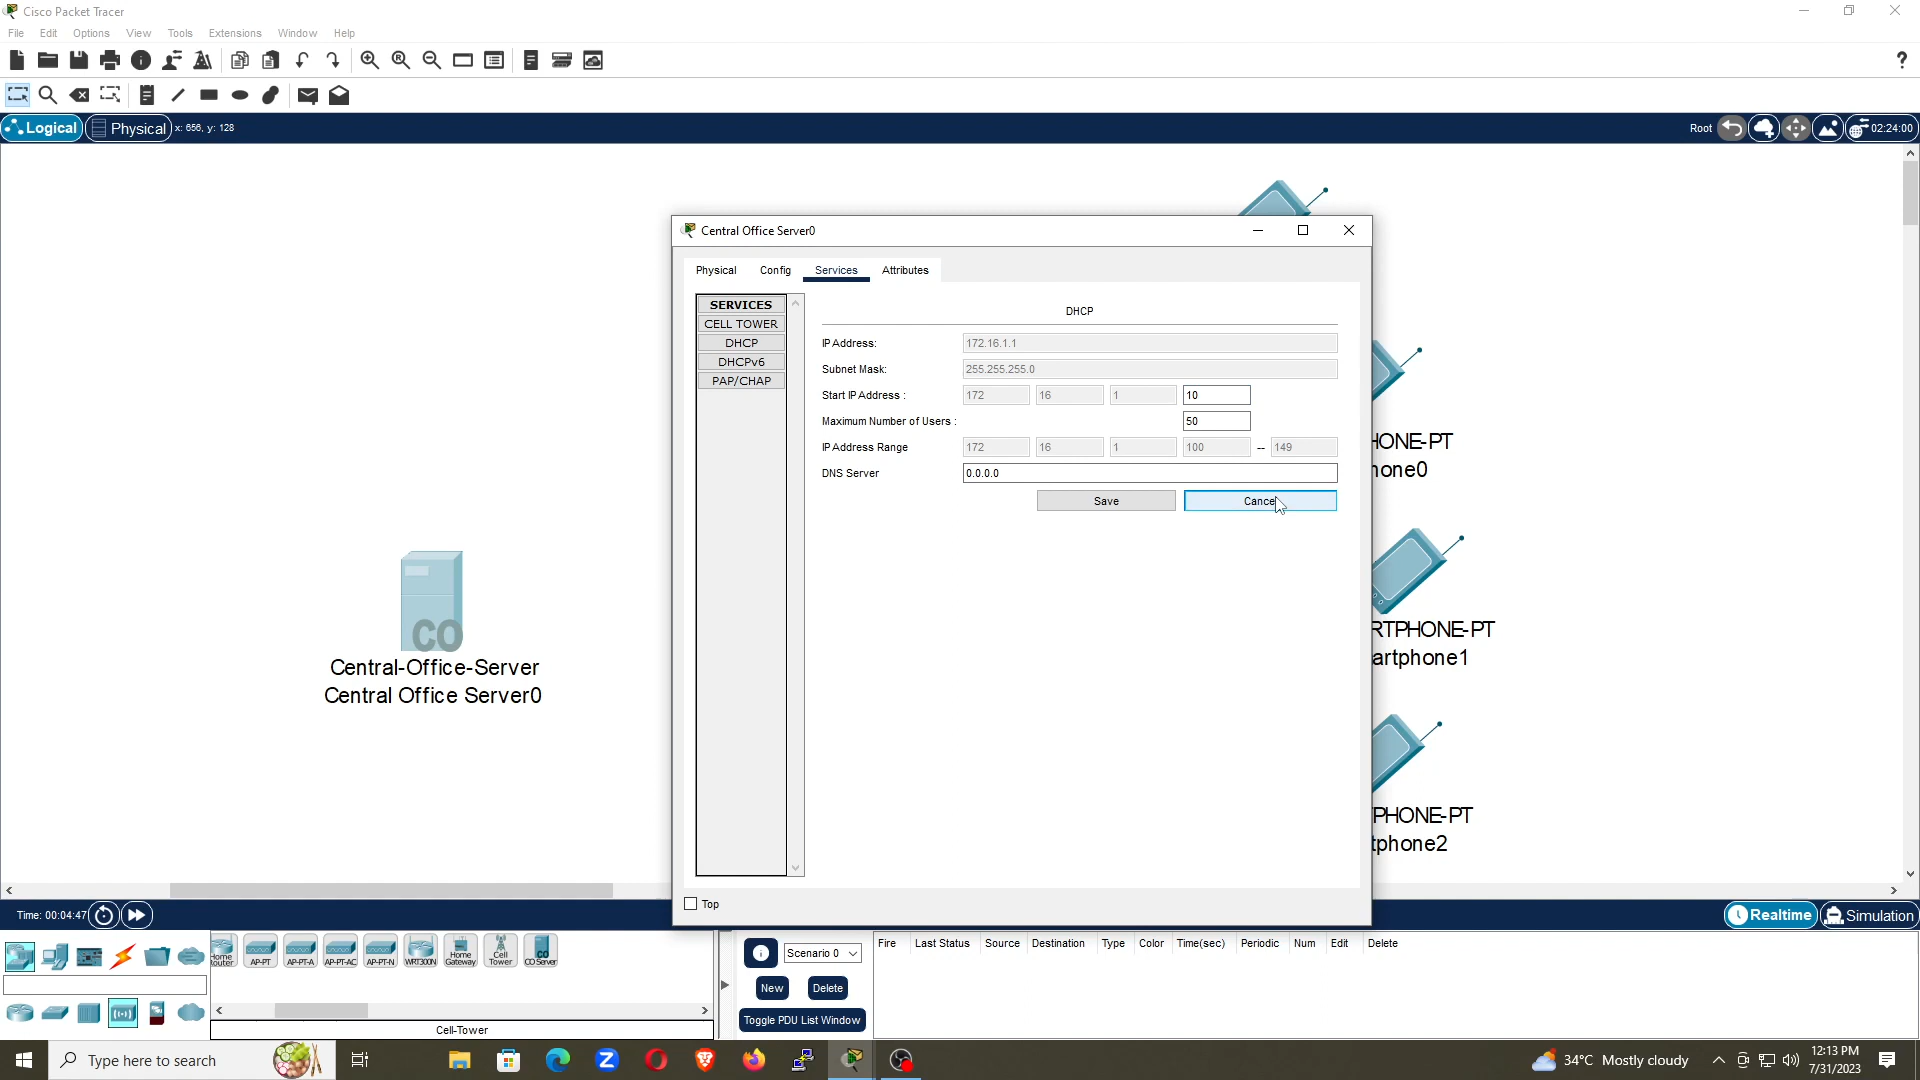 Cisco Packet Tracer
File Edit Options View Tools Extensions Window Help
Logical Physical x: 656, y: 128 Root 02:24:00
Central Office Server0
Physical Config Services Attributes
SERVICES
CELL TOWER
DHCP
DHCPv6
PAP/CHAP
DHCP
IP Address: 172.16.1.1
Subnet Mask: 255.255.255.0
Start IP Address : 172 16 1 10
Maximum Number of Users : 50
IP Address Range 172 16 1 100 -- 149
DNS Server 0.0.0.0
Save Cancel
Top
HONE-PT
hone0
RTPHONE-PT
artphone1
PHONE-PT
tphone2
CO
Central-Office-Server
Central Office Server0
Time: 00:04:47 Realtime Simulation
Home Router AP-PT AP-PT-A AP-PT-AC AP-PT-N WRT300N Home Gateway Cell Tower CO Server
Cell-Tower
Scenario 0
New Delete
Toggle PDU List Window
Fire Last Status Source Destination Type Color Time(sec) Periodic Num Edit Delete
Type here to search
34°C Mostly cloudy
12:13 PM
7/31/2023